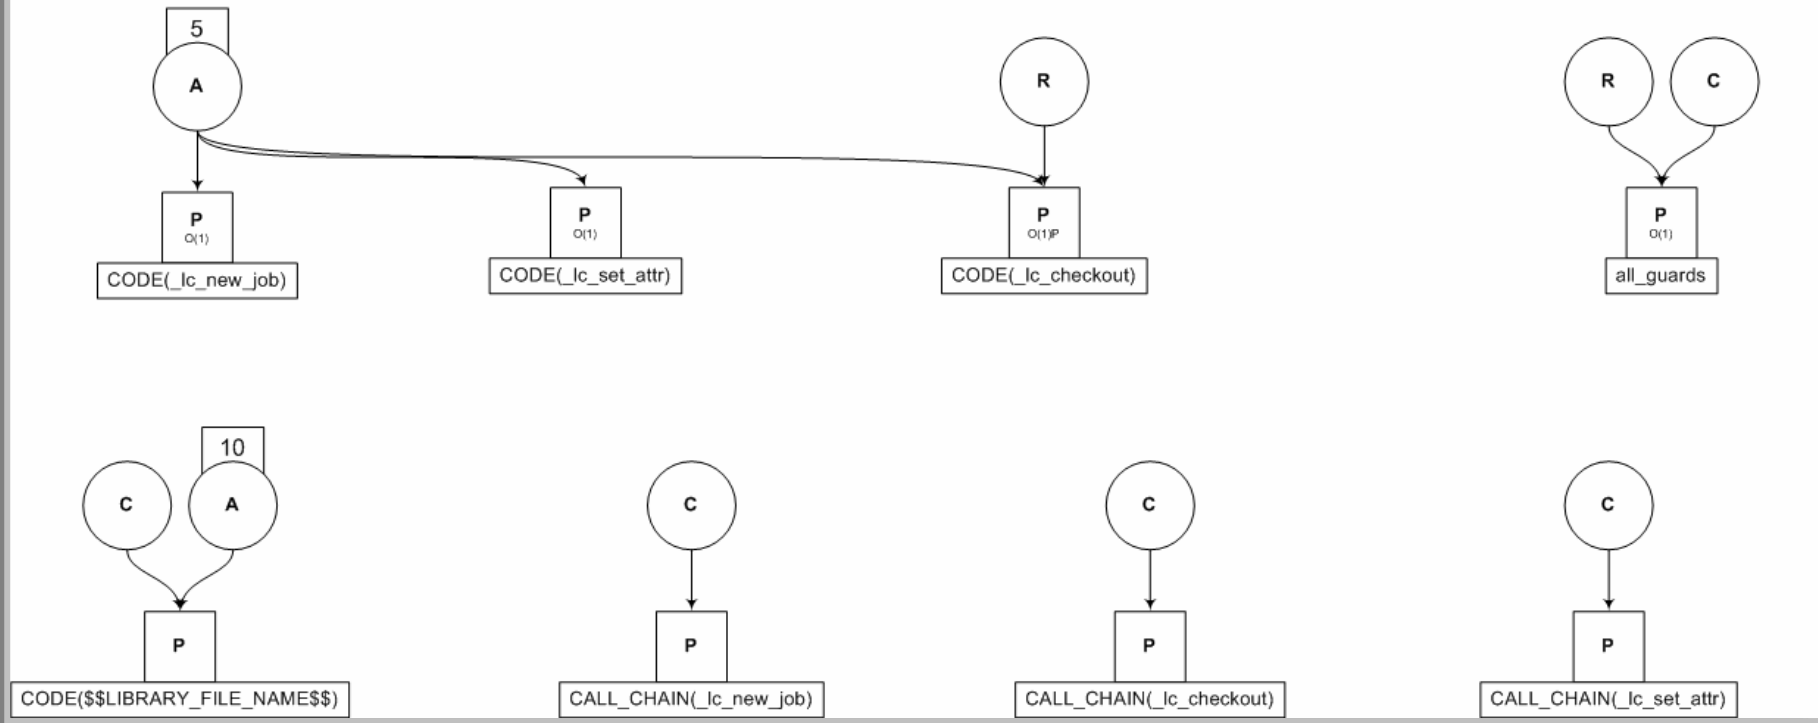 5
A
R
R
C
P
O(1)
CODE(_lc_new_job)
P
O(1)
CODE(_lc_set_attr)
P
O(1)P
CODE(_lc_checkout)
P
O(1)
all_guards
C
10
A
C
C
C
P
CODE($$LIBRARY_FILE_NAME$$)
P
CALL_CHAIN(_lc_new_job)
P
CALL_CHAIN(_lc_checkout)
P
CALL_CHAIN(_lc_set_attr)